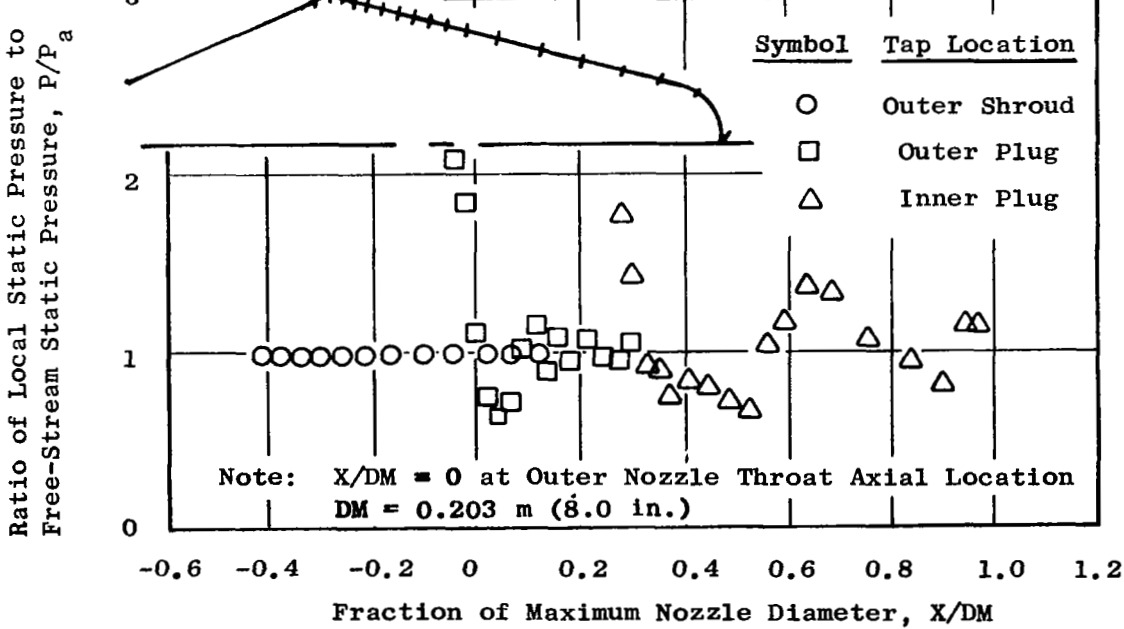 Ratio of Local Static Pressure to
Free-Stream Static Pressure, P/Pa
Symbol Tap Location
Outer Shroud
Outer Plug
Inner Plug
2
1
0
Note: X/DM = 0 at Outer Nozzle Throat Axial Location
DM = 0.203 m (8.0 in.)
-0.6 -0.4 -0.2 0 0.2 0.4 0.6 0.8 1.0 1.2
Fraction of Maximum Nozzle Diameter, X/DM